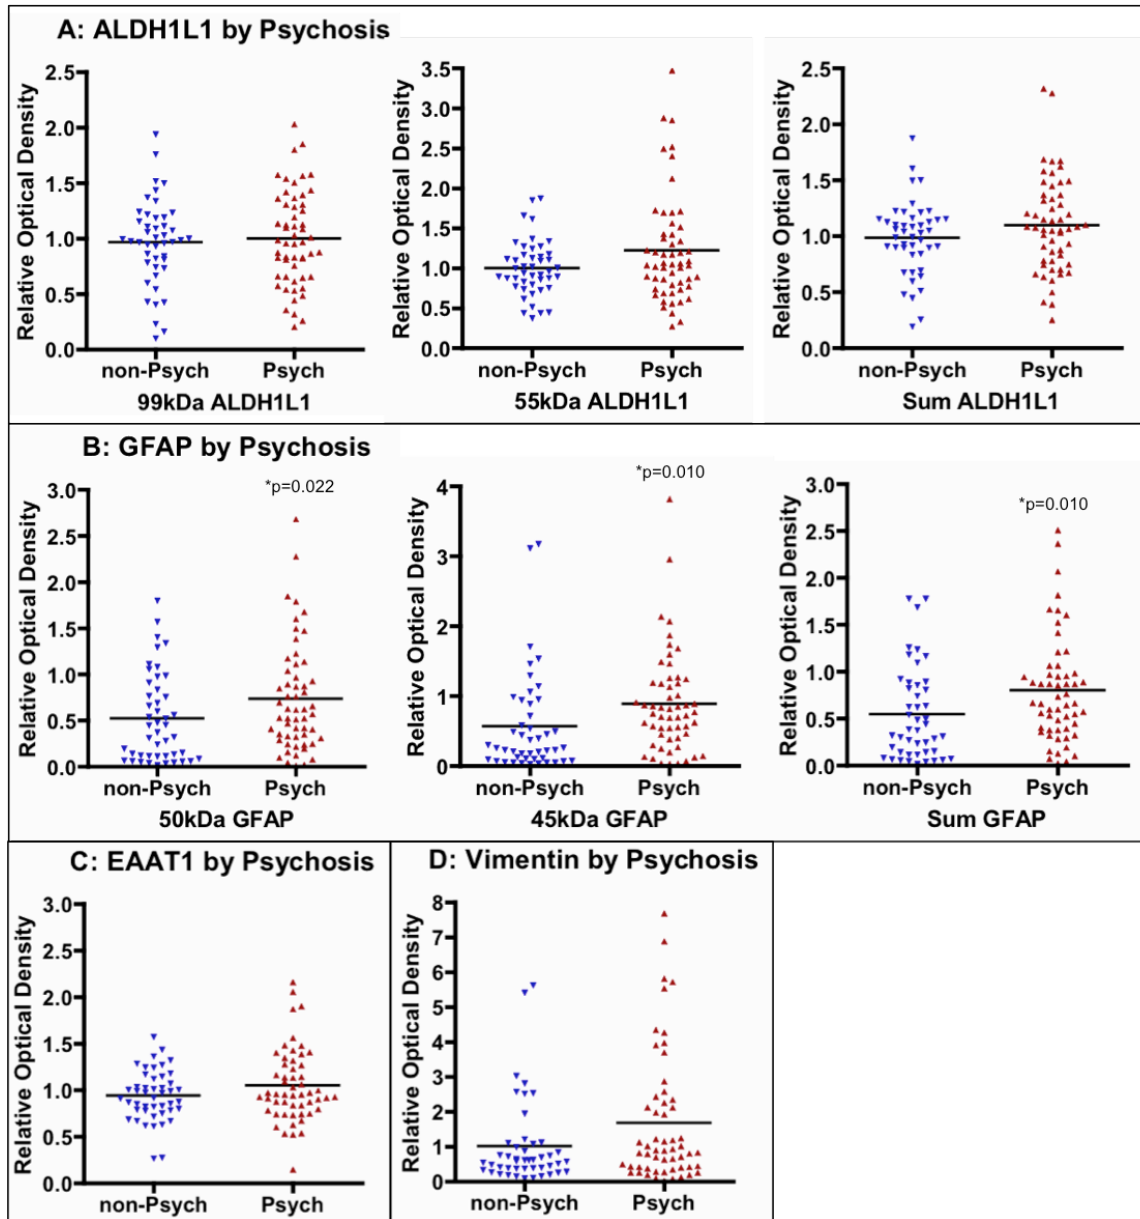 A: ALDH1L1 by Psychosis
Relative Optical Density
2.5
2.0
1.5
1.0
0.5
0.0
non-Psych Psych
99kDa ALDH1L1
Relative Optical Density
3.5
3.0
2.5
2.0
1.5
1.0
0.5
0.0
non-Psych Psych
55kDa ALDH1L1
Relative Optical Density
2.5
2.0
1.5
1.0
0.5
0.0
non-Psych Psych
Sum ALDH1L1
B: GFAP by Psychosis
*p=0.022
Relative Optical Density
3.0
2.5
2.0
1.5
1.0
0.5
0.0
non-Psych Psych
50kDa GFAP
*p=0.010
Relative Optical Density
4
3
2
1
0
non-Psych Psych
45kDa GFAP
*p=0.010
Relative Optical Density
3.0
2.5
2.0
1.5
1.0
0.5
0.0
non-Psych Psych
Sum GFAP
C: EAAT1 by Psychosis
Relative Optical Density
3.0
2.5
2.0
1.5
1.0
0.5
0.0
non-Psych Psych
D: Vimentin by Psychosis
Relative Optical Density
8
7
6
5
4
3
2
1
0
non-Psych Psych